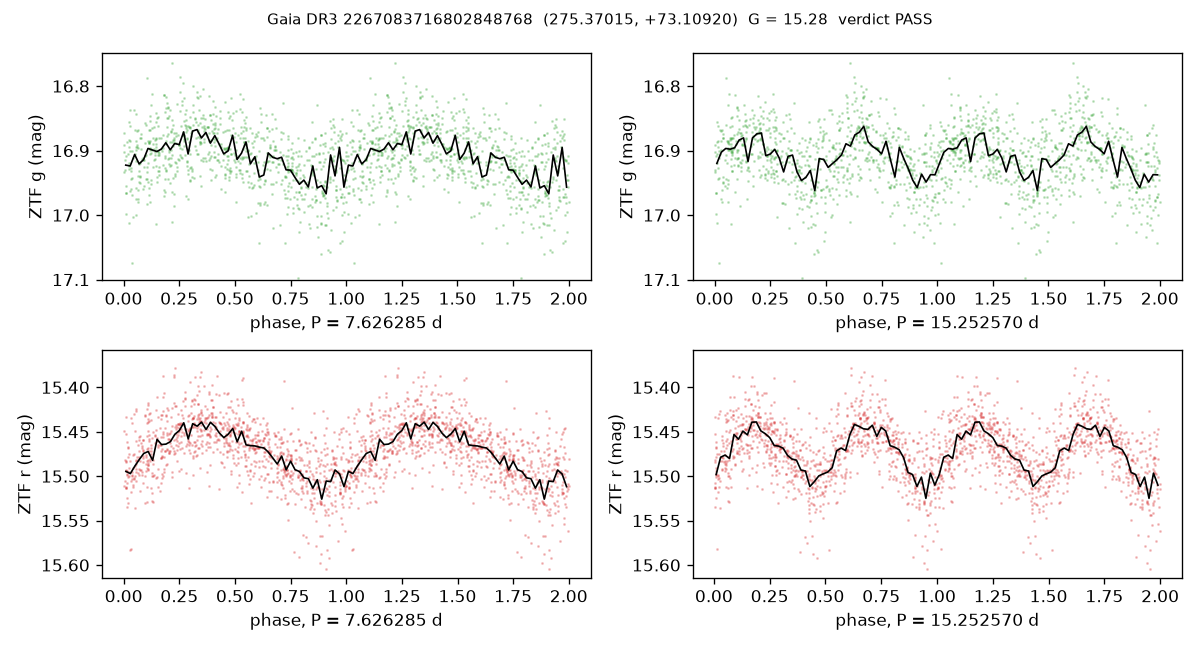 Gaia DR3 2267083716802848768 (275.37015, +73.10920) G = 15.28 verdict PASS
ZTF g (mag)
16.8
16.9
17.0
17.1
0.00 0.25 0.50 0.75 1.00 1.25 1.50 1.75 2.00
phase, P = 7.626285 d
ZTF g (mag)
16.8
16.9
17.0
17.1
0.00 0.25 0.50 0.75 1.00 1.25 1.50 1.75 2.00
phase, P = 15.252570 d
ZTF r (mag)
15.40
15.45
15.50
15.55
15.60
0.00 0.25 0.50 0.75 1.00 1.25 1.50 1.75 2.00
phase, P = 7.626285 d
ZTF r (mag)
15.40
15.45
15.50
15.55
15.60
0.00 0.25 0.50 0.75 1.00 1.25 1.50 1.75 2.00
phase, P = 15.252570 d